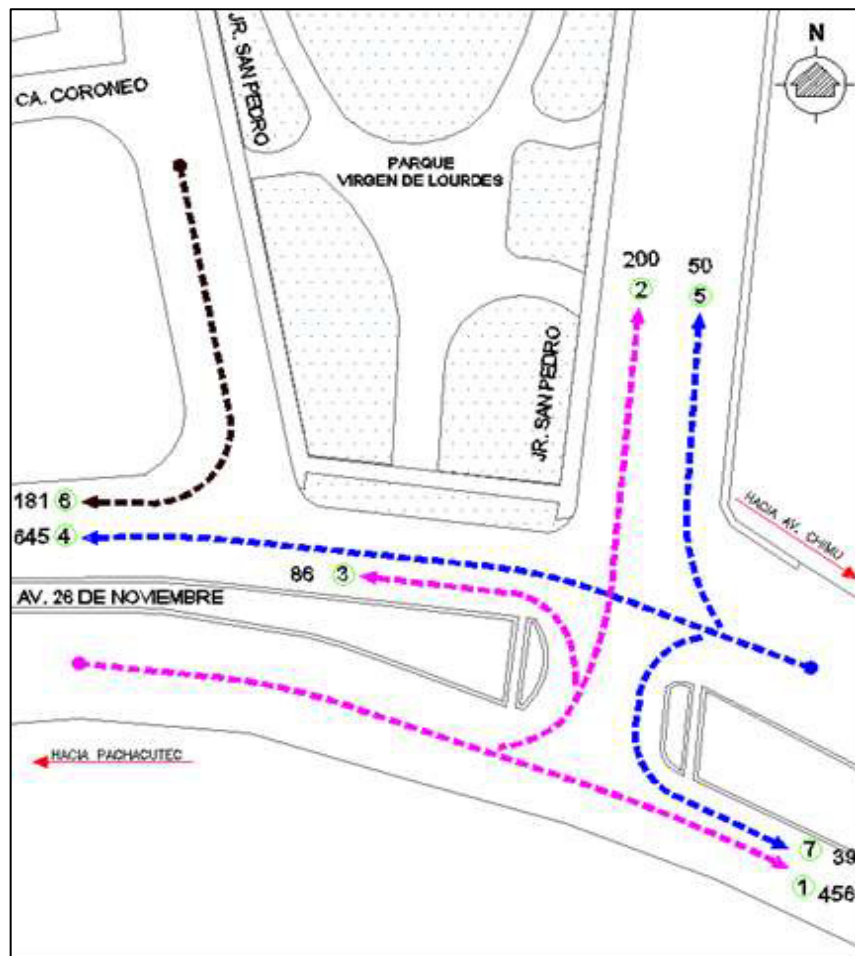 N
CA. CORONEO
JR. SAN PEDRO
PARQUE
VIRGEN DE LOURDES
200
50
2
5
JR. SAN PEDRO
181 6
645 4
HACIA AV. CHIMU
86 3
AV. 26 DE NOVIEMBRE
HACIA PACHACUTEC
7 39
1 456